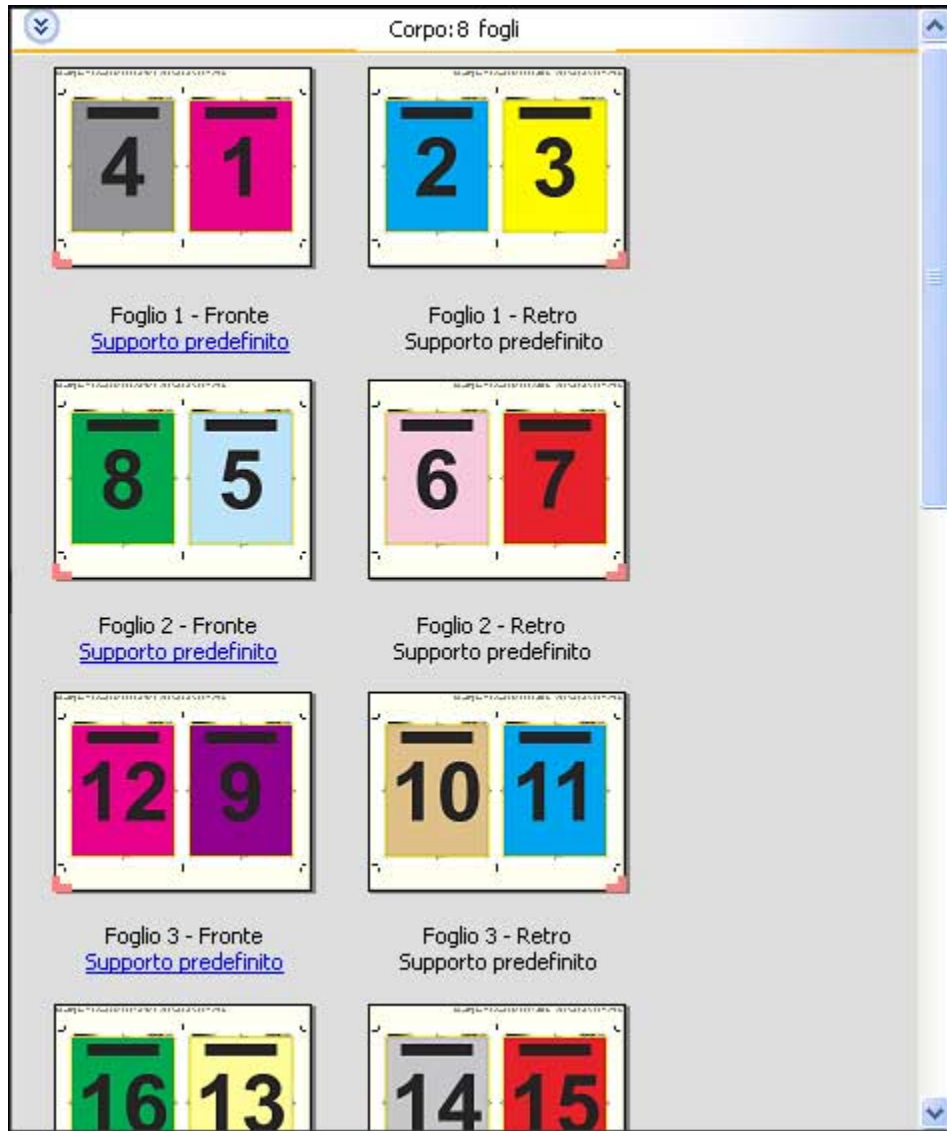 Corpo:8 fogli
4 1 2 3
Foglio 1 - Fronte Foglio 1 - Retro
Supporto predefinito Supporto predefinito
8 5 6 7
Foglio 2 - Fronte Foglio 2 - Retro
Supporto predefinito Supporto predefinito
12 9 10 11
Foglio 3 - Fronte Foglio 3 - Retro
Supporto predefinito Supporto predefinito
16 13 14 15